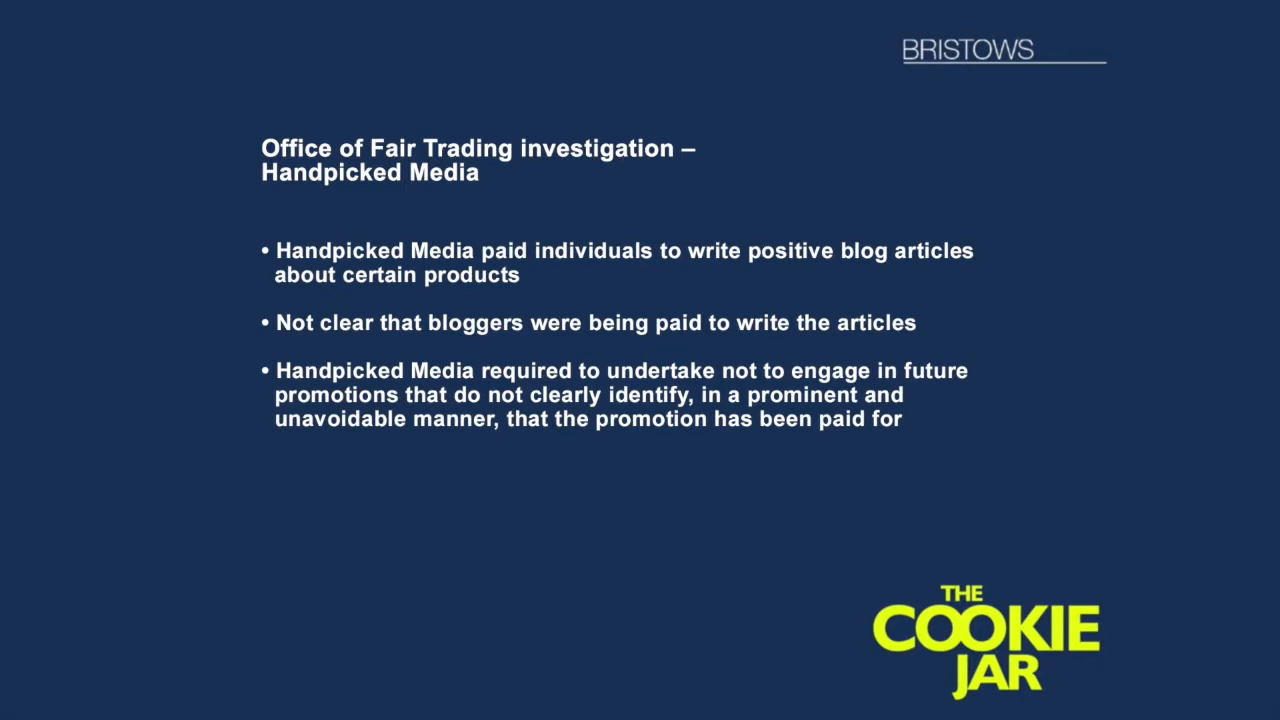 BRISTOWS
Office of Fair Trading investigation –
Handpicked Media
• Handpicked Media paid individuals to write positive blog articles
about certain products
• Not clear that bloggers were being paid to write the articles
• Handpicked Media required to undertake not to engage in future
promotions that do not clearly identify, in a prominent and
unavoidable manner, that the promotion has been paid for
THE
COOKIE
JAR